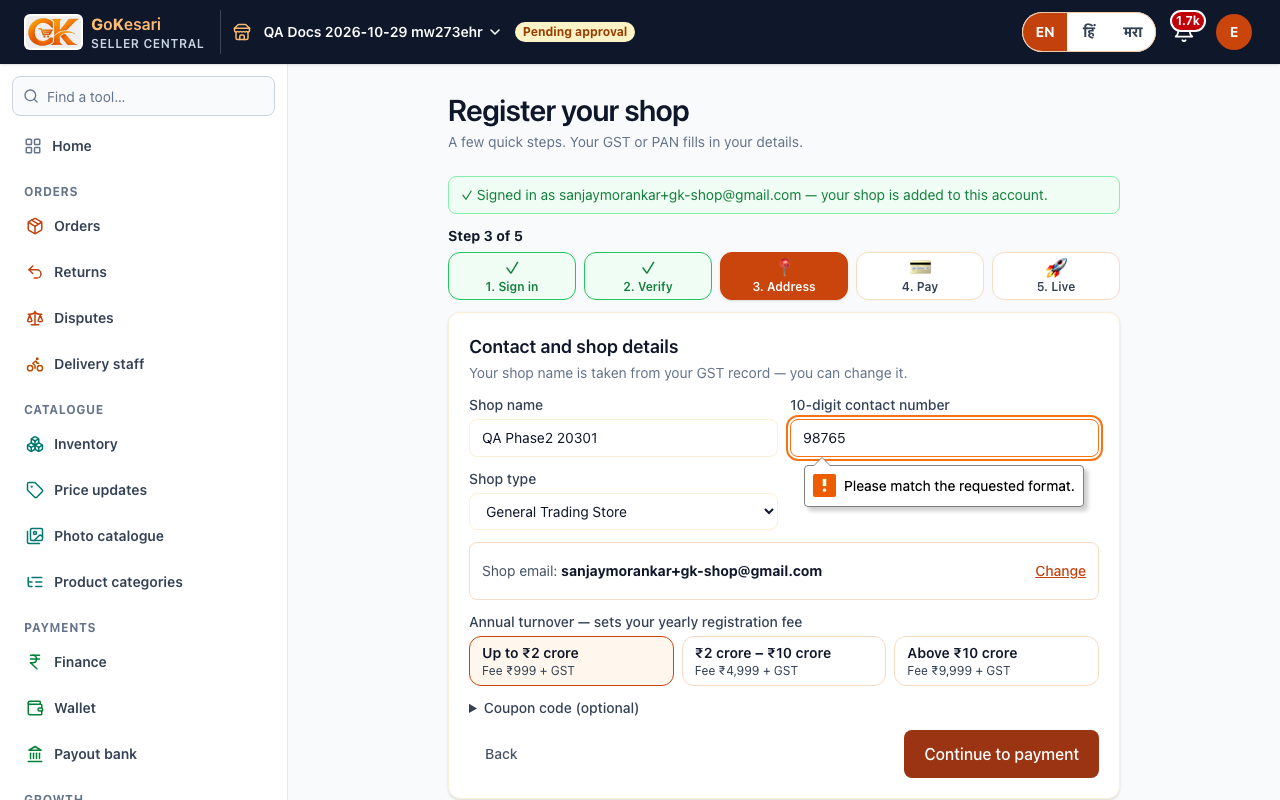 GK
GoKesari
SELLER CENTRAL
QA Docs 2026-10-29 mw273ehr
Pending approval
EN
हिं
मरा
1.7k
E
Find a tool...
Home
ORDERS
Orders
Returns
Disputes
Delivery staff
CATALOGUE
Inventory
Price updates
Photo catalogue
Product categories
PAYMENTS
Finance
Wallet
Payout bank
GROWTH
Register your shop
A few quick steps. Your GST or PAN fills in your details.
✓ Signed in as sanjaymorankar+gk-shop@gmail.com — your shop is added to this account.
Step 3 of 5
1. Sign in
2. Verify
3. Address
4. Pay
5. Live
Contact and shop details
Your shop name is taken from your GST record — you can change it.
Shop name
10-digit contact number
QA Phase2 20301
98765
Please match the requested format.
Shop type
General Trading Store
Shop email: sanjaymorankar+gk-shop@gmail.com
Change
Annual turnover — sets your yearly registration fee
Up to ₹2 crore
Fee ₹999 + GST
₹2 crore – ₹10 crore
Fee ₹4,999 + GST
Above ₹10 crore
Fee ₹9,999 + GST
Coupon code (optional)
Back
Continue to payment